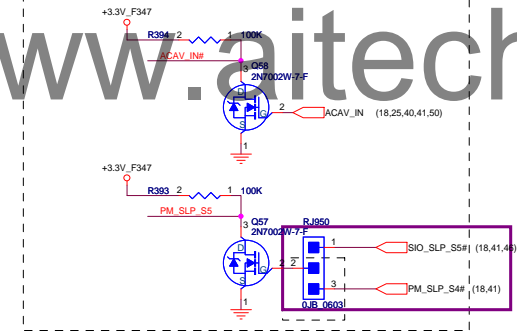 www.aitech
+3.3V_F347
R394 2 1 100K
ACAV_IN#
3 Q58
2N7002W-7-F
D
G 2 ACAV_IN (18,25,40,41,50)
S
1
+3.3V_F347
R393 2 1 100K
PM_SLP_S5
3 Q57 RJ950
2N7002W-7-F
D 1 SIO_SLP_S5# (18,41,46)
G 2 2
S 3 PM_SLP_S4# (18,41)
1 0JB_0603